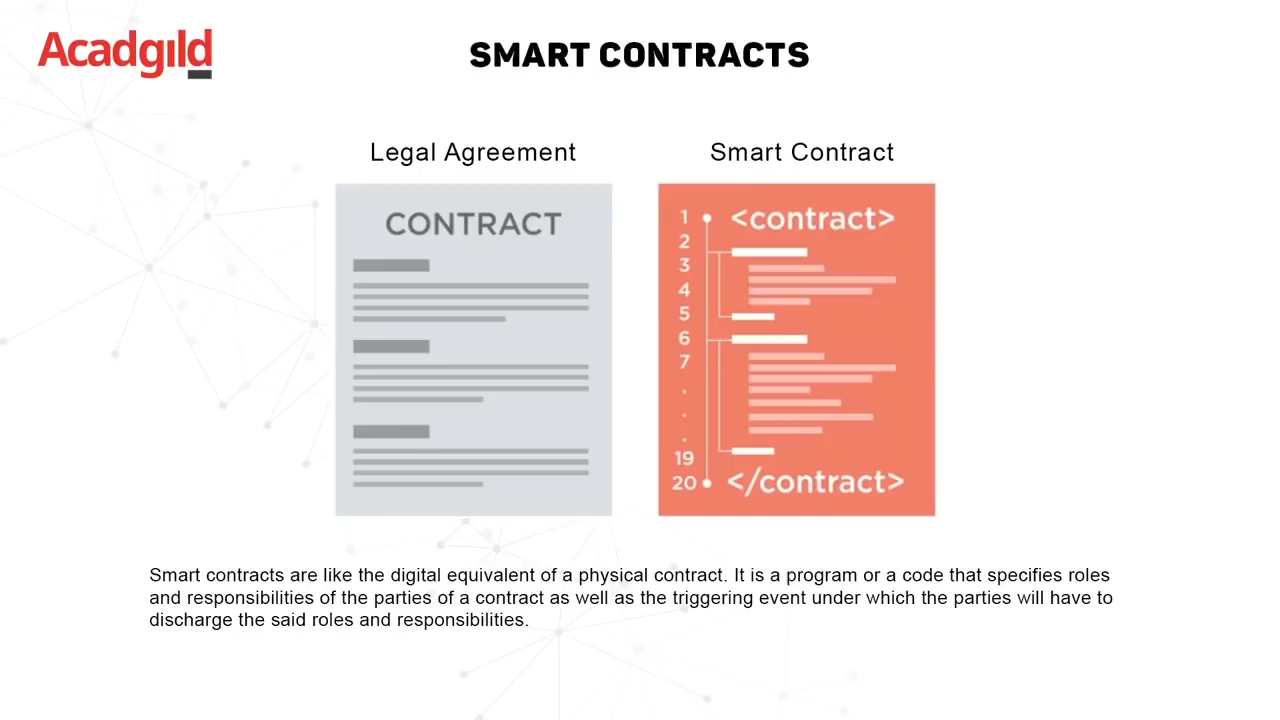 Acadgild
SMART CONTRACTS
Legal Agreement
Smart Contract
CONTRACT
1 <contract>
2
3
4
5
6
7
.
.
.
19
20 </contract>
Smart contracts are like the digital equivalent of a physical contract. It is a program or a code that specifies roles
and responsibilities of the parties of a contract as well as the triggering event under which the parties will have to
discharge the said roles and responsibilities.